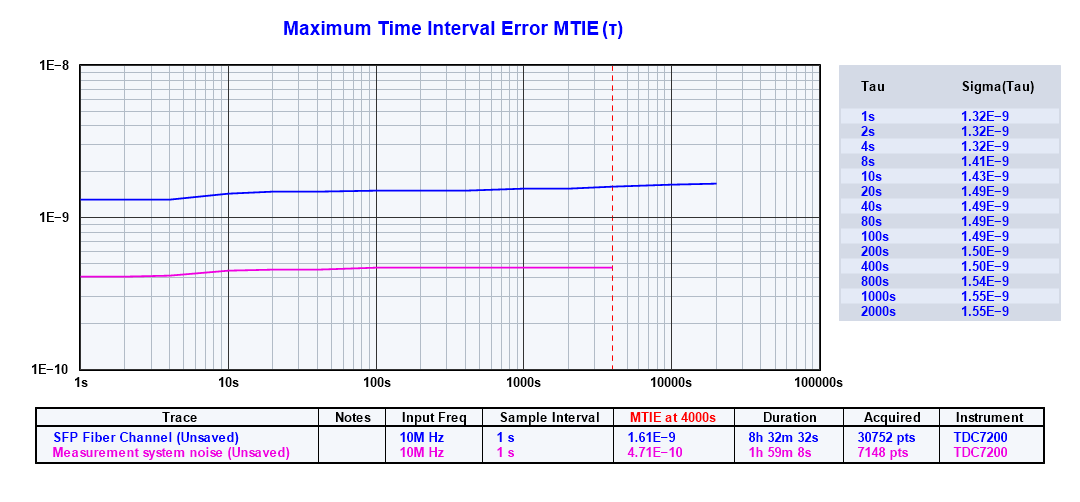 Maximum Time Interval Error MTIE (τ)
1E−8
1E−9
1E−10
1s 10s 100s 1000s 10000s 100000s
Tau Sigma(Tau)
1s 1.32E−9
2s 1.32E−9
4s 1.32E−9
8s 1.41E−9
10s 1.43E−9
20s 1.49E−9
40s 1.49E−9
80s 1.49E−9
100s 1.49E−9
200s 1.50E−9
400s 1.50E−9
800s 1.54E−9
1000s 1.55E−9
2000s 1.55E−9
Trace Notes Input Freq Sample Interval MTIE at 4000s Duration Acquired Instrument
SFP Fiber Channel (Unsaved) 10M Hz 1 s 1.61E−9 8h 32m 32s 30752 pts TDC7200
Measurement system noise (Unsaved) 10M Hz 1 s 4.71E−10 1h 59m 8s 7148 pts TDC7200